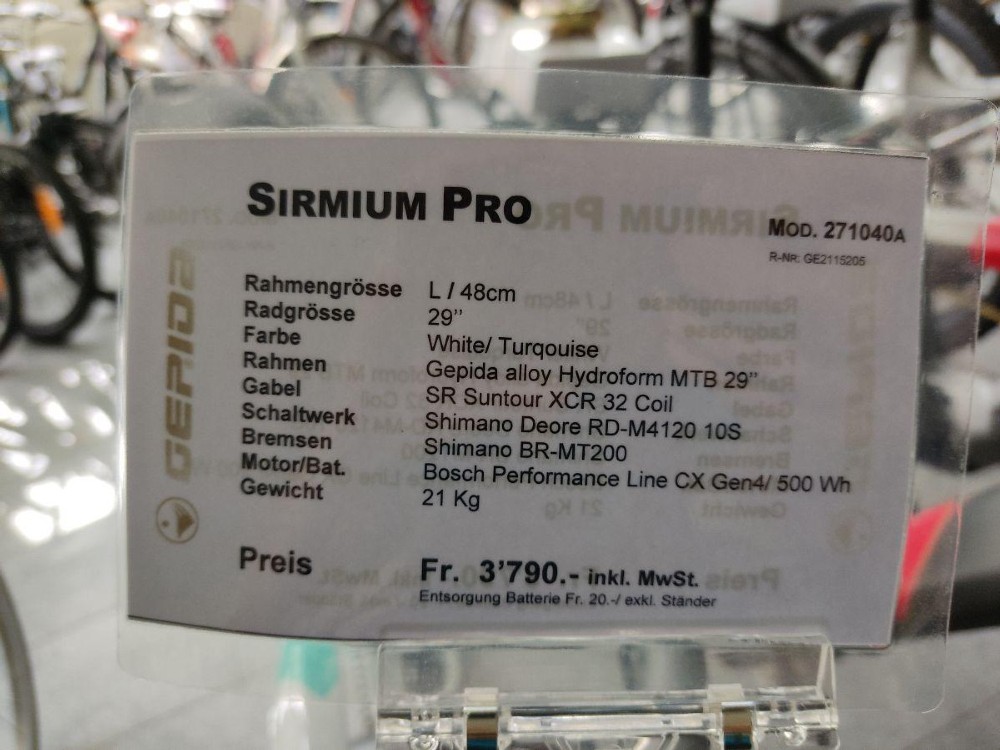 SIRMIUM PRO
MOD. 271040A
R-NR: GE2115205
GEPIDA
Rahmengrösse L / 48cm
Radgrösse 29’’
Farbe White/ Turqouise
Rahmen Gepida alloy Hydroform MTB 29’’
Gabel SR Suntour XCR 32 Coil
Schaltwerk Shimano Deore RD-M4120 10S
Bremsen Shimano BR-MT200
Motor/Bat. Bosch Performance Line CX Gen4/ 500 Wh
Gewicht 21 Kg
Preis Fr. 3’790.- inkl. MwSt.
Entsorgung Batterie Fr. 20.-/ exkl. Ständer